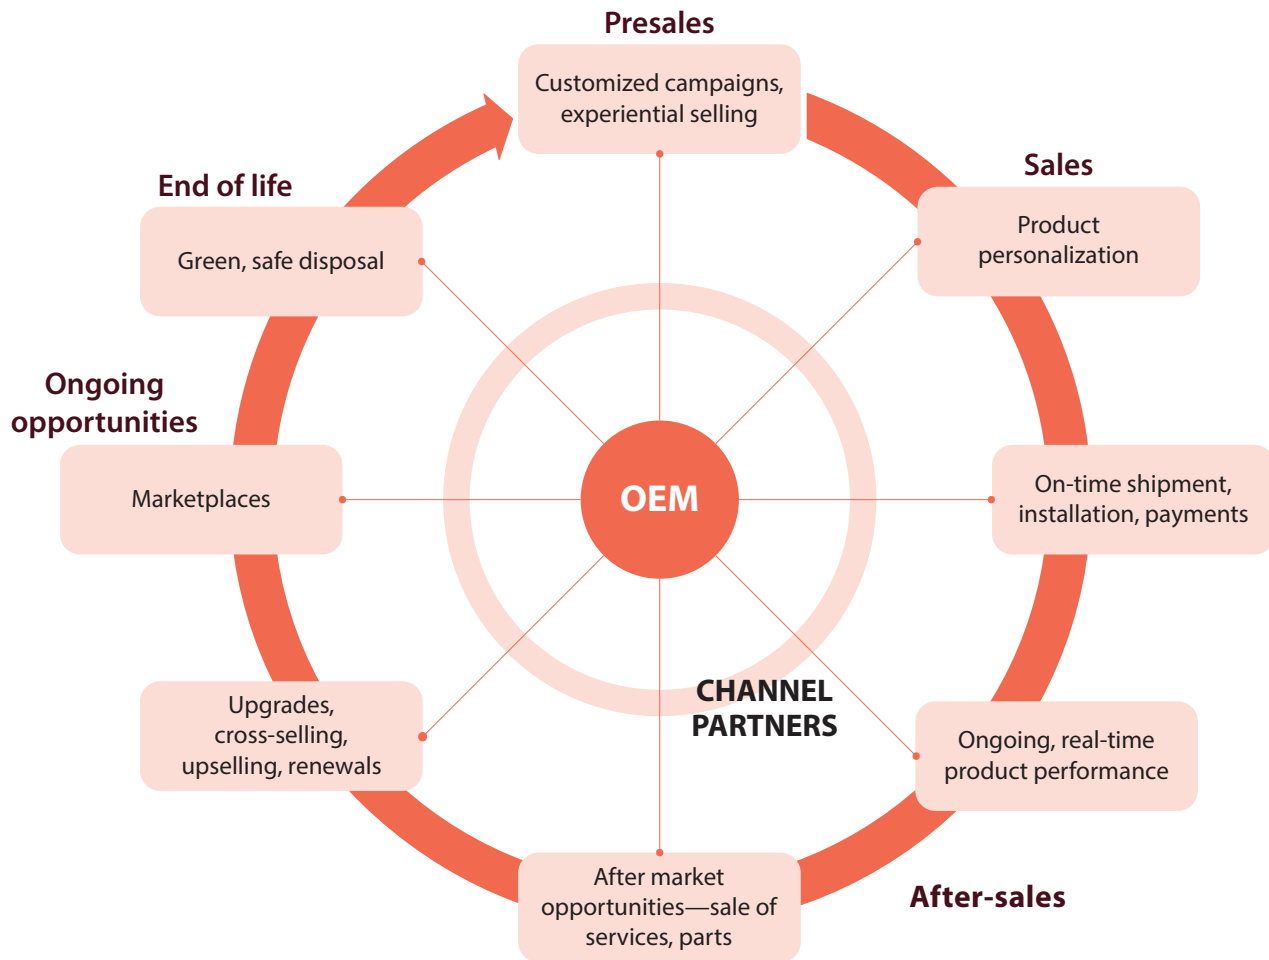 Presales
Customized campaigns,
experiential selling
Sales
Product
personalization
On-time shipment,
installation, payments
Ongoing, real-time
product performance
After-sales
After market
opportunities—sale of
services, parts
Upgrades,
cross-selling,
upselling, renewals
Ongoing
opportunities
Marketplaces
End of life
Green, safe disposal
OEM
CHANNEL
PARTNERS